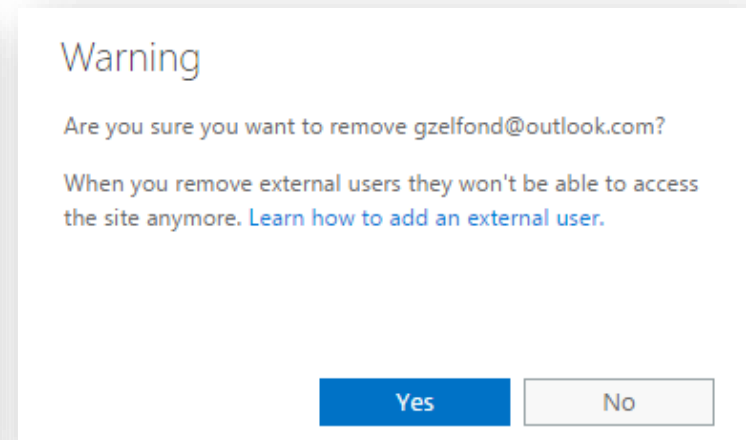 Warning
Are you sure you want to remove gzelfond@outlook.com?
When you remove external users they won't be able to access
the site anymore. Learn how to add an external user.
Yes
No